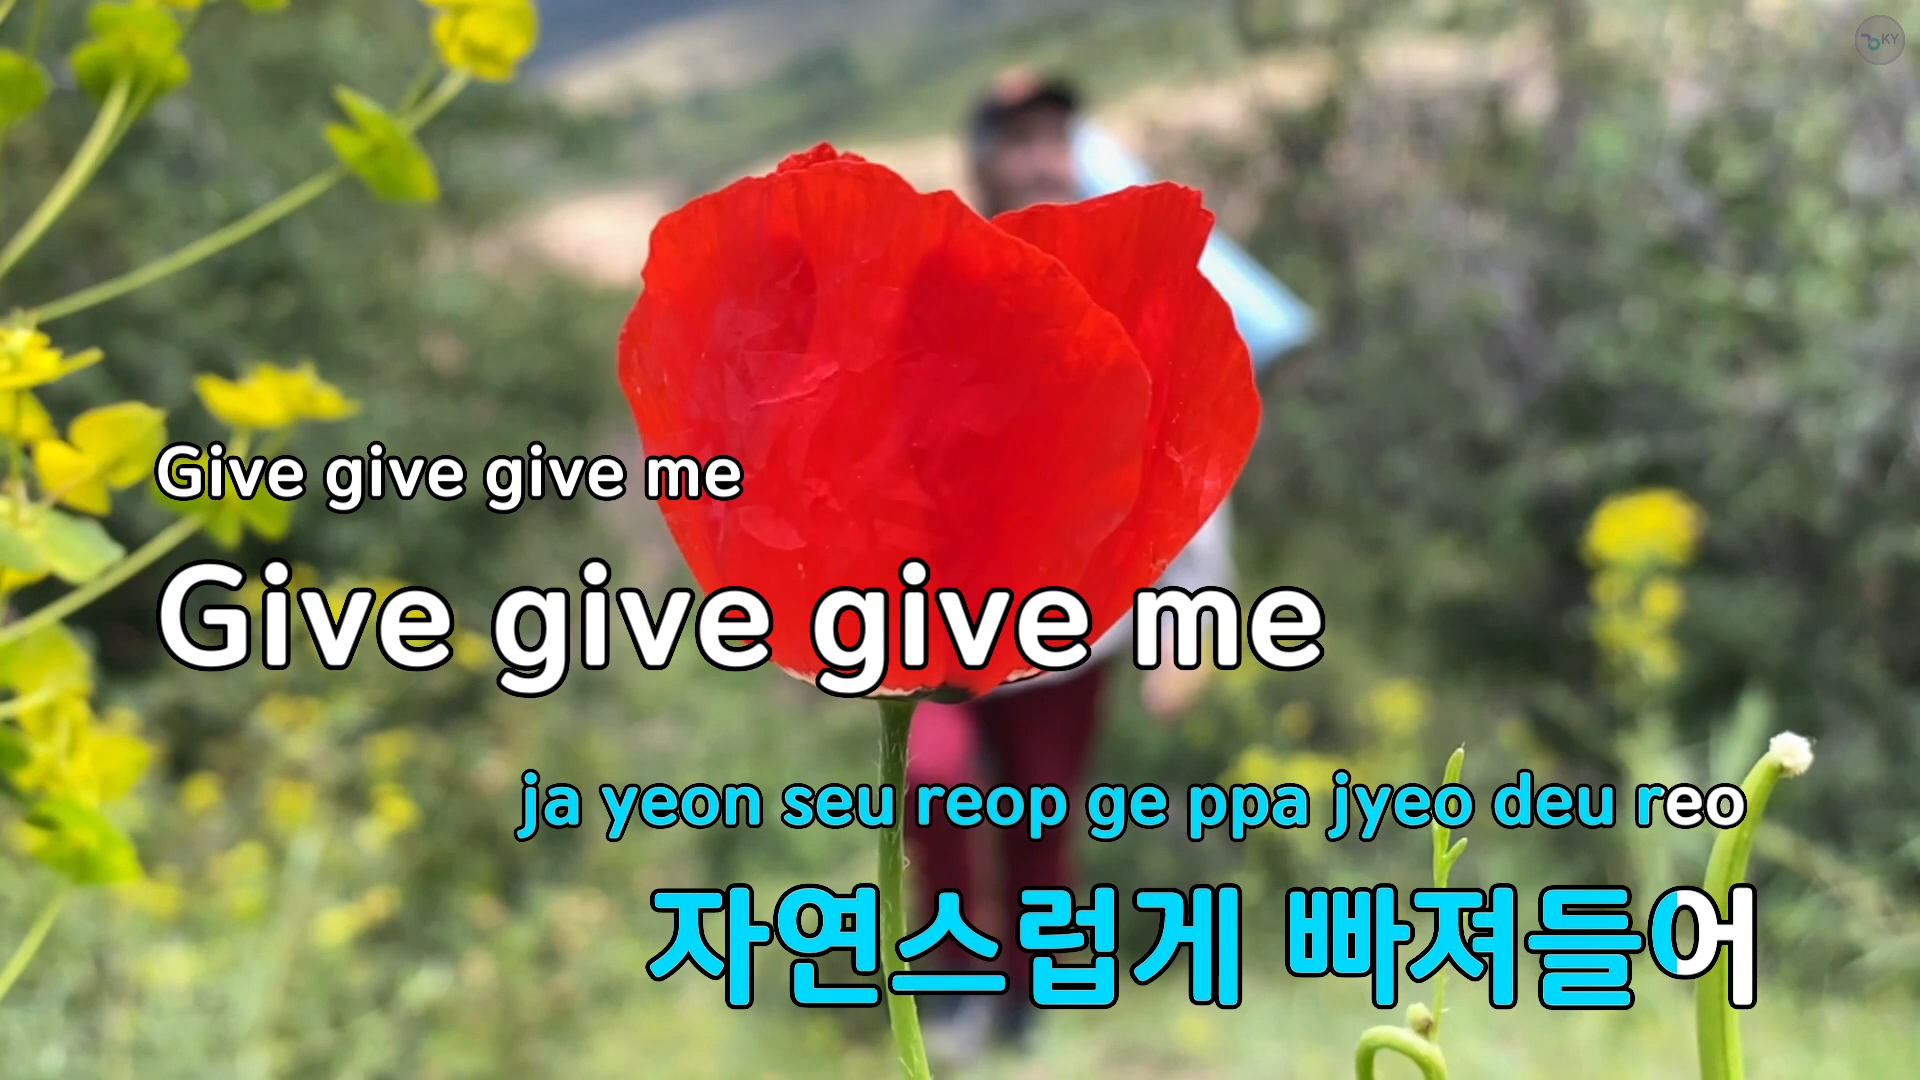 KY
Give give give me
Give give give me
ja yeon seu reop ge ppa jyeo deu reo
자연스럽게 빠져들어